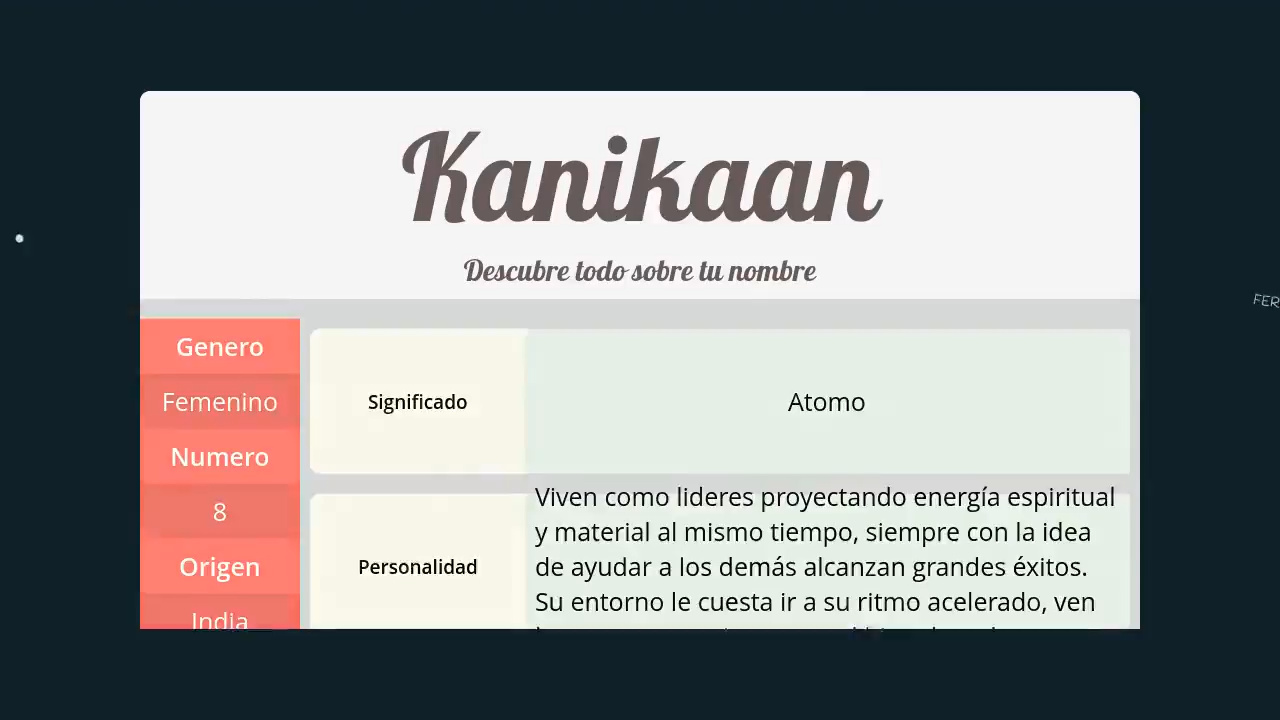 Kanikaan
Descubre todo sobre tu nombre
Genero
Femenino
Numero
8
Origen
India
Significado
Atomo
Personalidad
Viven como lideres proyectando energía espiritual
y material al mismo tiempo, siempre con la idea
de ayudar a los demás alcanzan grandes éxitos.
Su entorno le cuesta ir a su ritmo acelerado, ven
FER